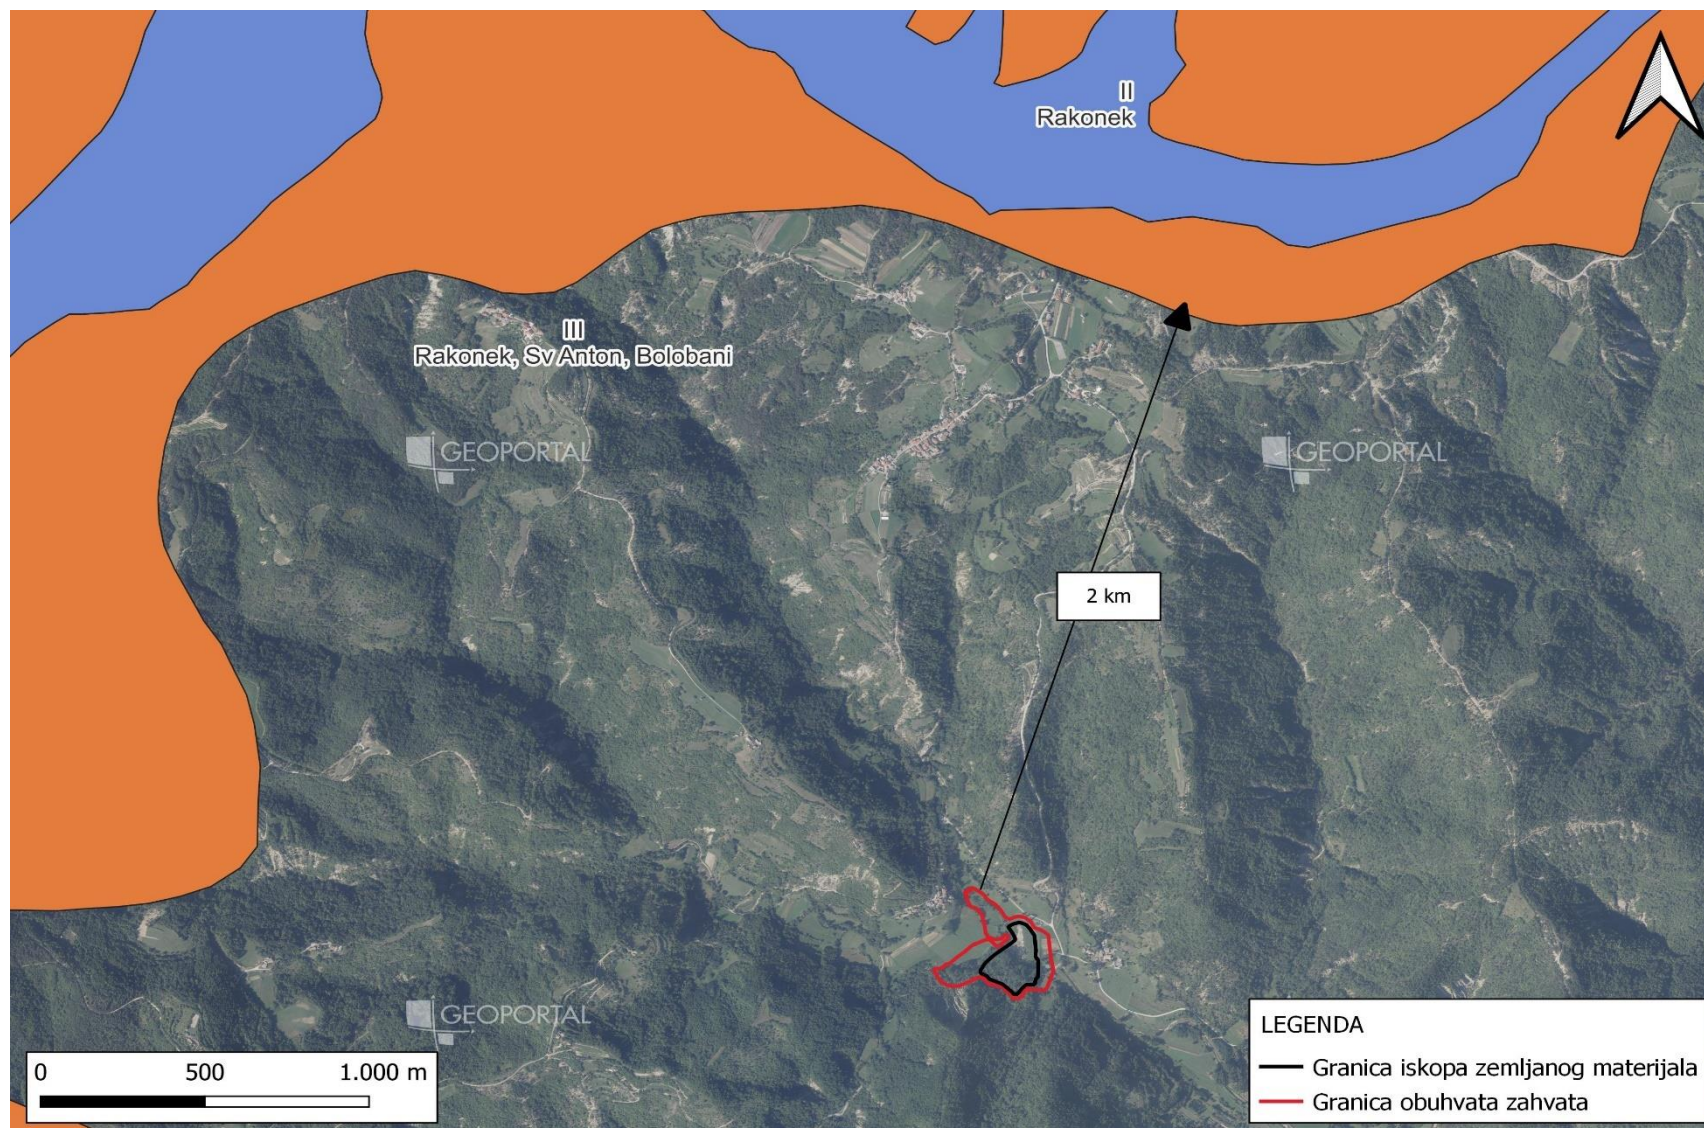 II
Rakonek
III
Rakonek, Sv Anton, Bolobani
GEOPORTAL
GEOPORTAL
2 km
GEOPORTAL
0 500 1.000 m
LEGENDA
Granica iskopa zemljanog materijala
Granica obuhvata zahvata